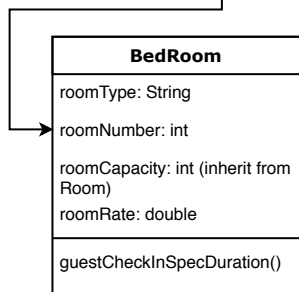 BedRoom
roomType: String
roomNumber: int
roomCapacity: int (inherit from
Room)
roomRate: double
guestCheckInSpecDuration()